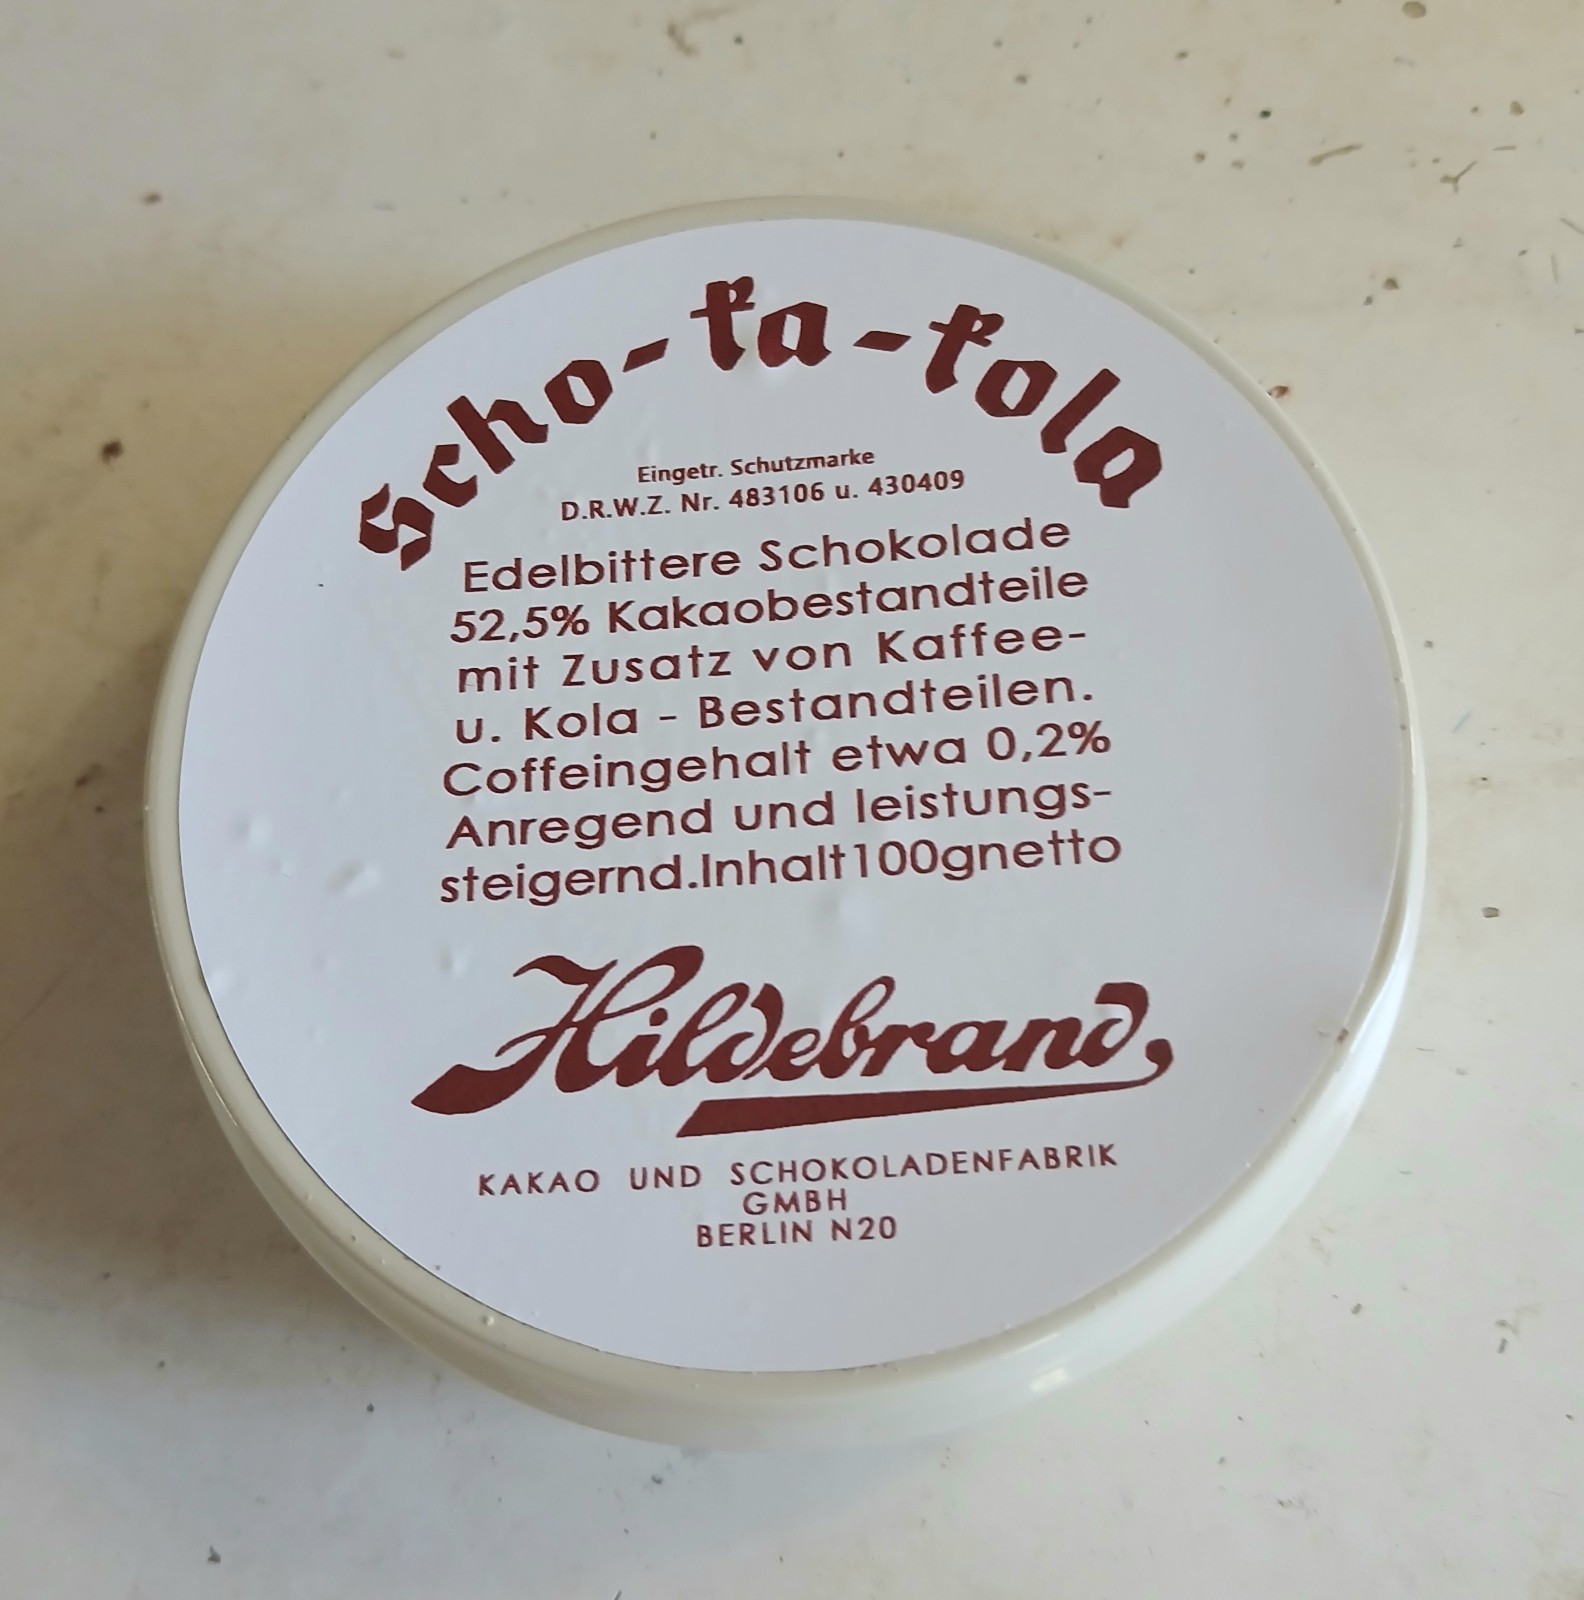 Scho-ka-kola
Eingetr. Schutzmarke
D.R.W.Z. Nr. 483106 u. 430409
Edelbittere Schokolade
52,5% Kakaobestandteile
mit Zusatz von Kaffee-
u. Kola - Bestandteilen.
Coffeingehalt etwa 0,2%
Anregend und leistungs-
steigernd.Inhalt100gnetto
Hildebrand,
KAKAO UND SCHOKOLADENFABRIK
GMBH
BERLIN N20